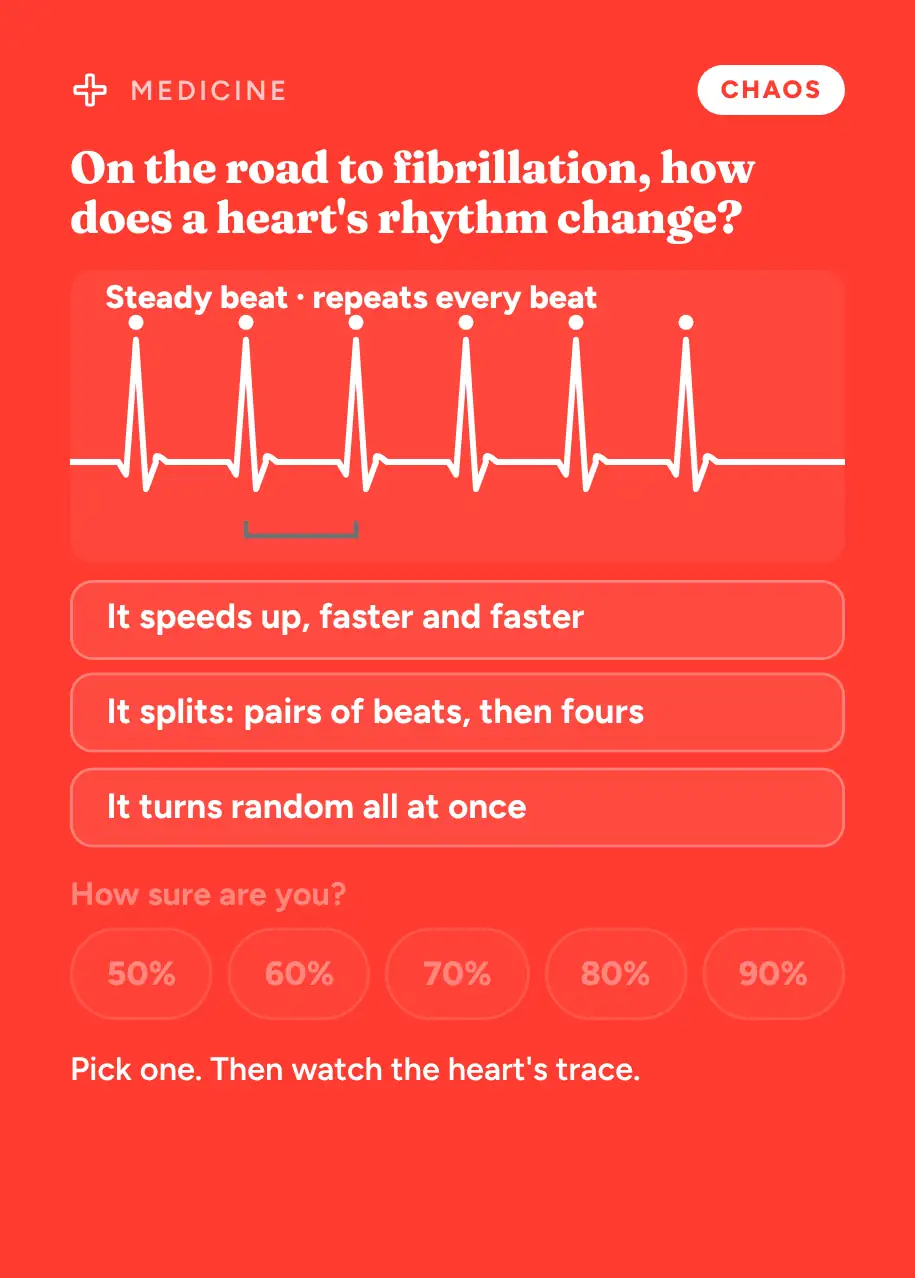 MEDICINE
CHAOS
On the road to fibrillation, how
does a heart's rhythm change?
Steady beat · repeats every beat
It speeds up, faster and faster
It splits: pairs of beats, then fours
It turns random all at once
How sure are you?
50%
60%
70%
80%
90%
Pick one. Then watch the heart's trace.